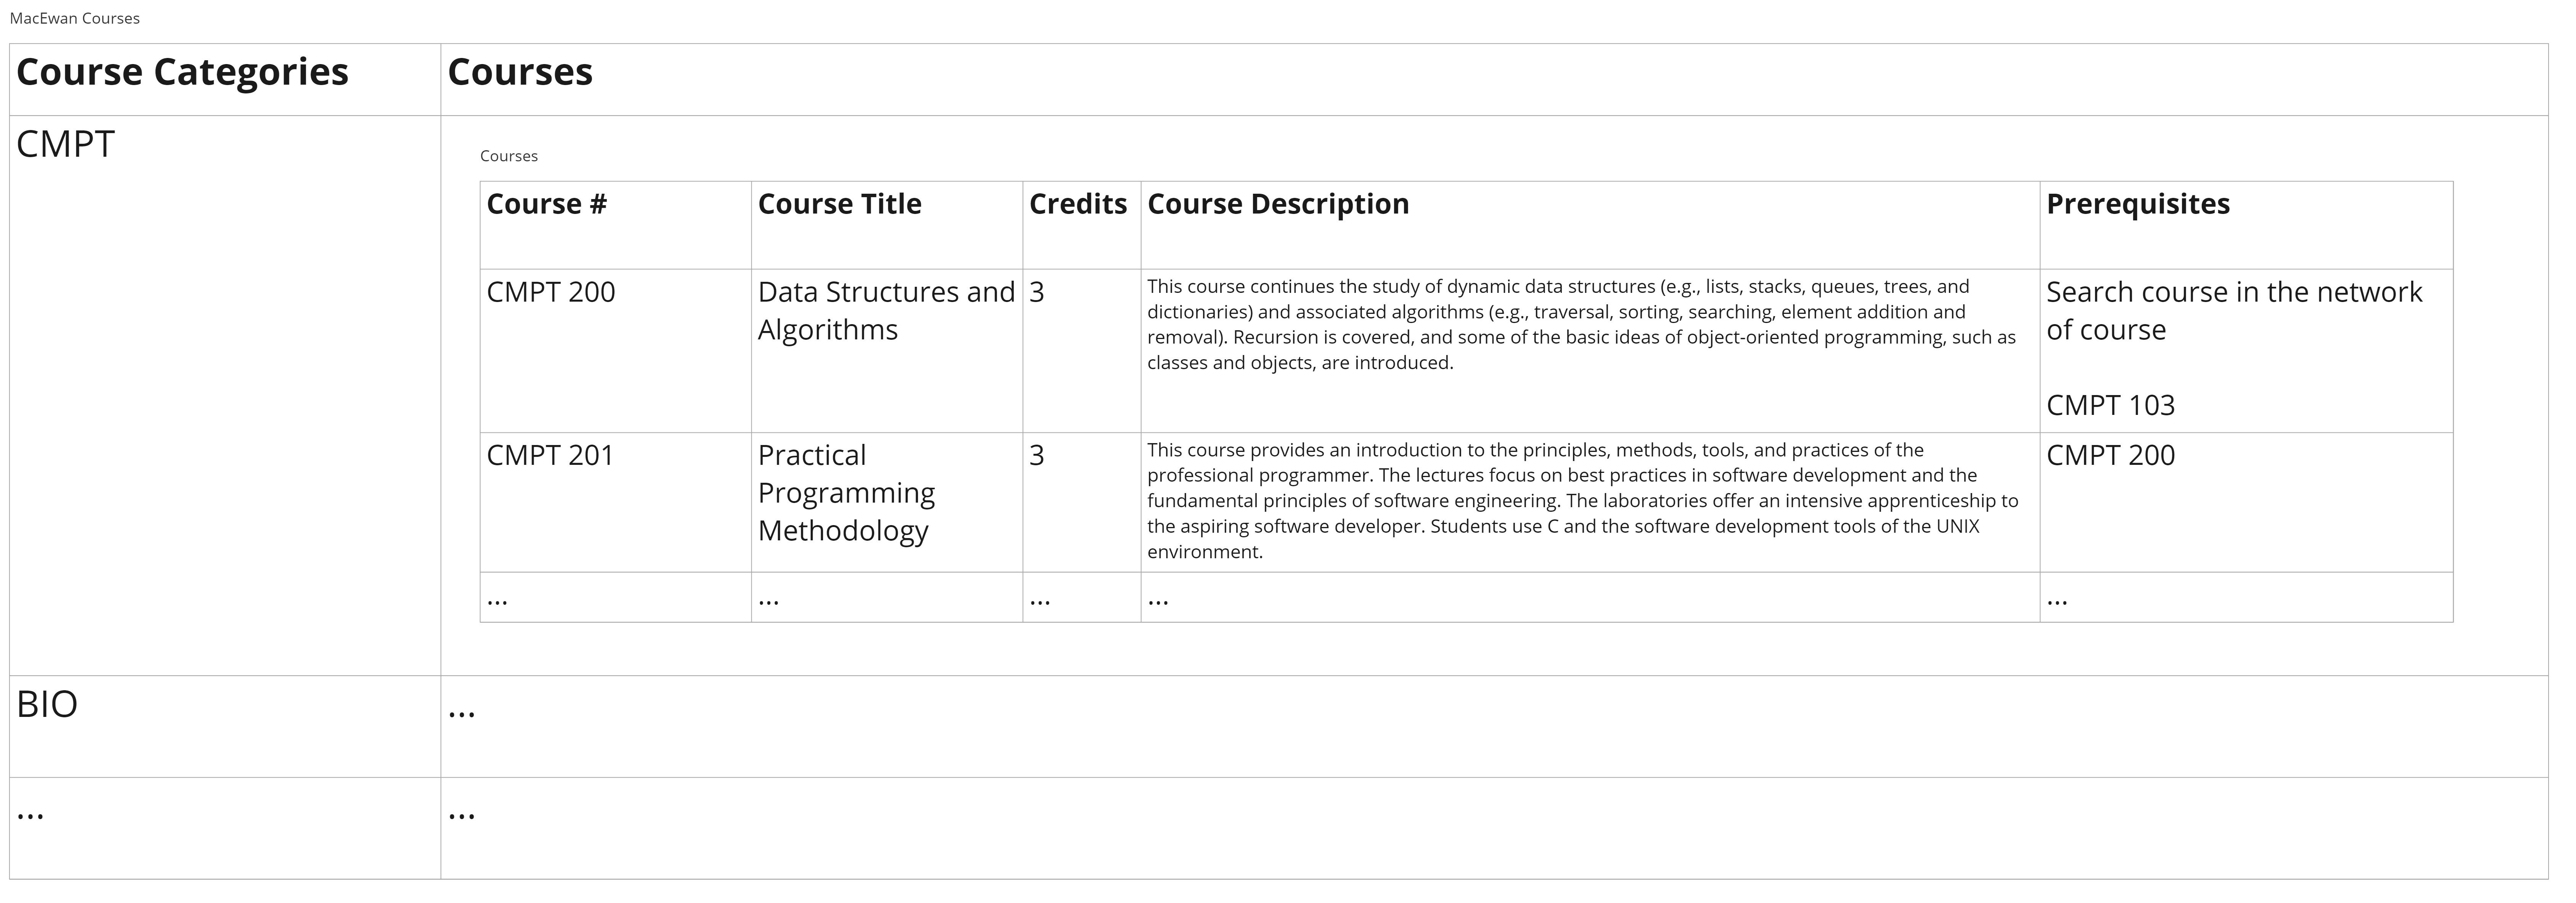 MacEwan Courses
Course Categories
Courses
CMPT
Courses
Course #
Course Title
Credits
Course Description
Prerequisites
CMPT 200
Data Structures and
Algorithms
3
This course continues the study of dynamic data structures (e.g., lists, stacks, queues, trees, and
dictionaries) and associated algorithms (e.g., traversal, sorting, searching, element addition and
removal). Recursion is covered, and some of the basic ideas of object-oriented programming, such as
classes and objects, are introduced.
Search course in the network
of course
CMPT 103
CMPT 201
Practical
Programming
Methodology
3
This course provides an introduction to the principles, methods, tools, and practices of the
professional programmer. The lectures focus on best practices in software development and the
fundamental principles of software engineering. The laboratories offer an intensive apprenticeship to
the aspiring software developer. Students use C and the software development tools of the UNIX
environment.
CMPT 200
...
...
...
...
...
BIO
...
...
...